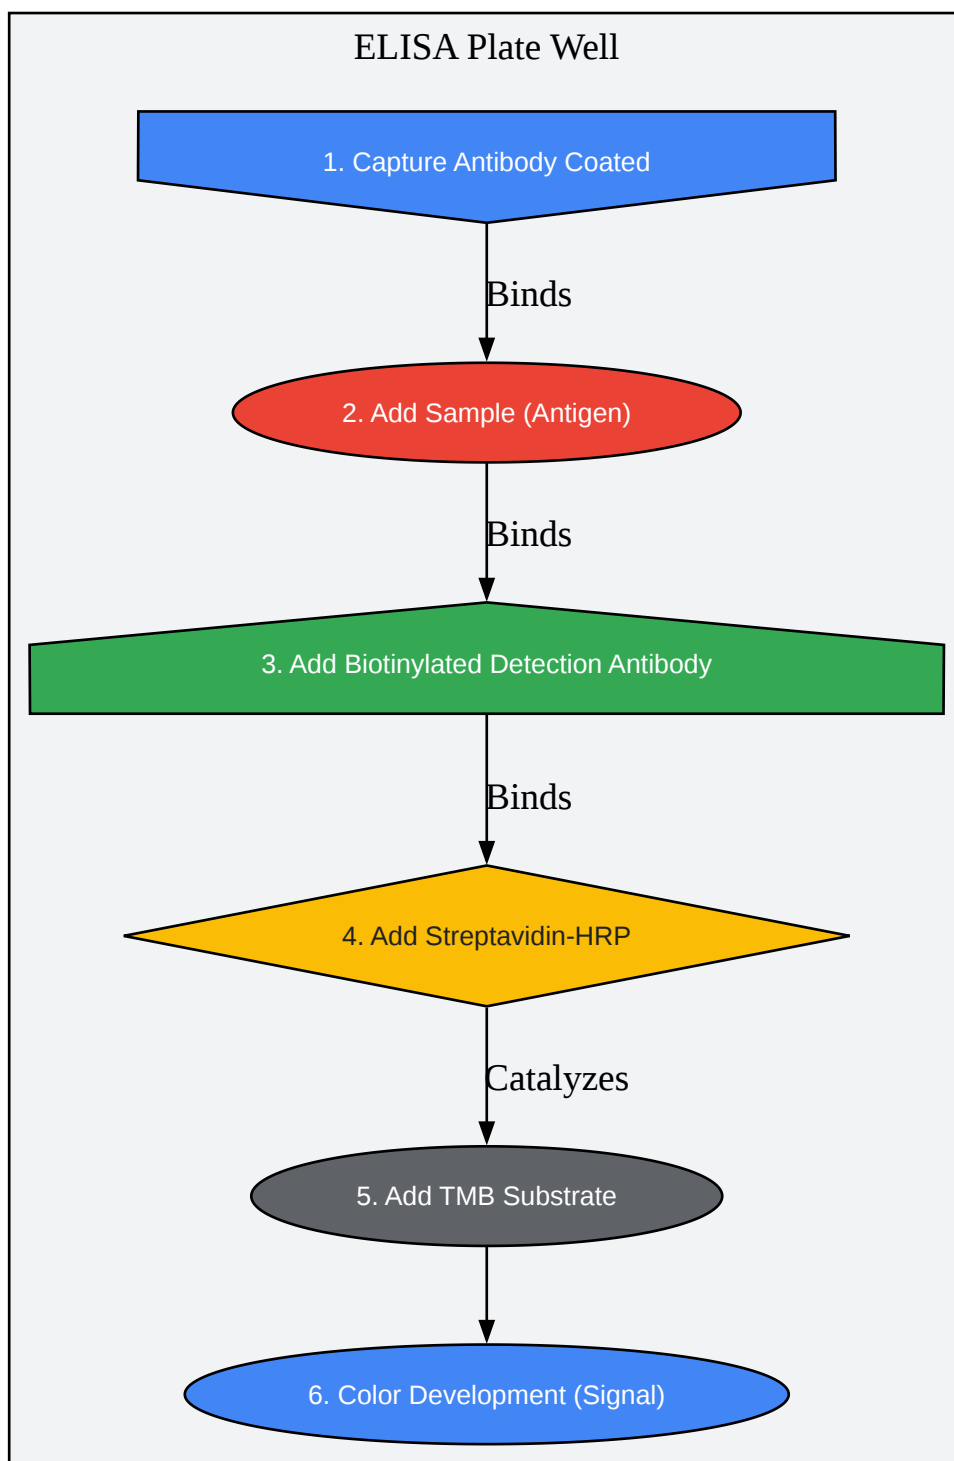 ELISA Plate Well
1. Capture Antibody Coated
Binds
2. Add Sample (Antigen)
Binds
3. Add Biotinylated Detection Antibody
Binds
4. Add Streptavidin-HRP
Catalyzes
5. Add TMB Substrate
6. Color Development (Signal)